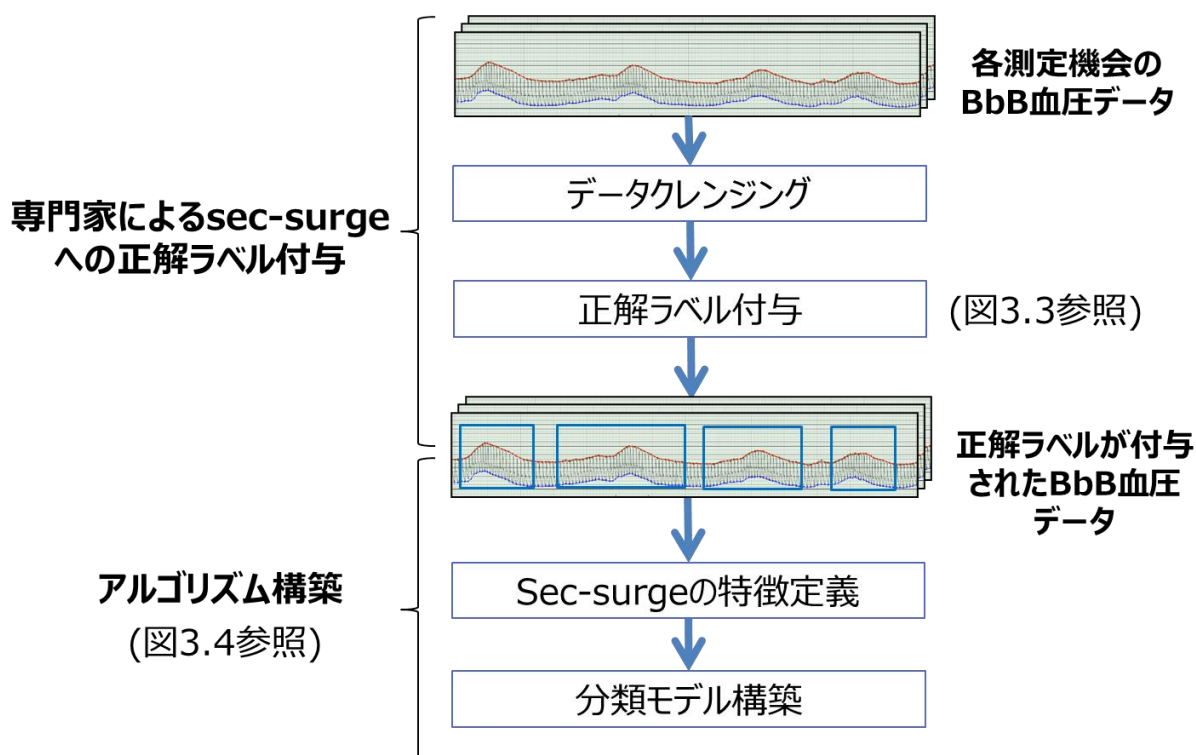 各測定機会の
BbB血圧データ
データクレンジング
専門家によるsec-surge
への正解ラベル付与
正解ラベル付与
(図3.3参照)
正解ラベルが付与
されたBbB血圧
データ
アルゴリズム構築
(図3.4参照)
Sec-surgeの特徴定義
分類モデル構築